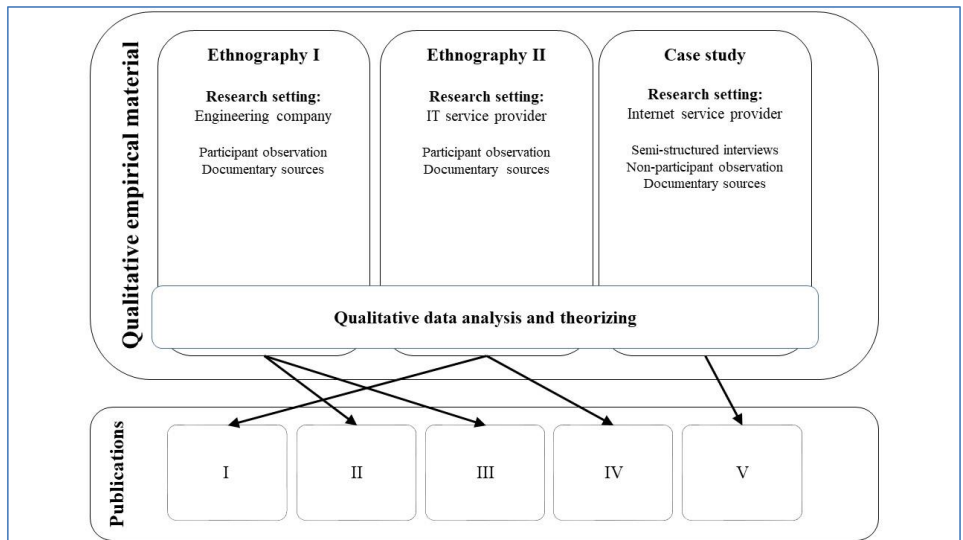 Qualitative empirical material
Ethnography I
Research setting:
Engineering company
Participant observation
Documentary sources
Ethnography II
Research setting:
IT service provider
Participant observation
Documentary sources
Case study
Research setting:
Internet service provider
Semi-structured interviews
Non-participant observation
Documentary sources
Qualitative data analysis and theorizing
Publications
I
II
III
IV
V